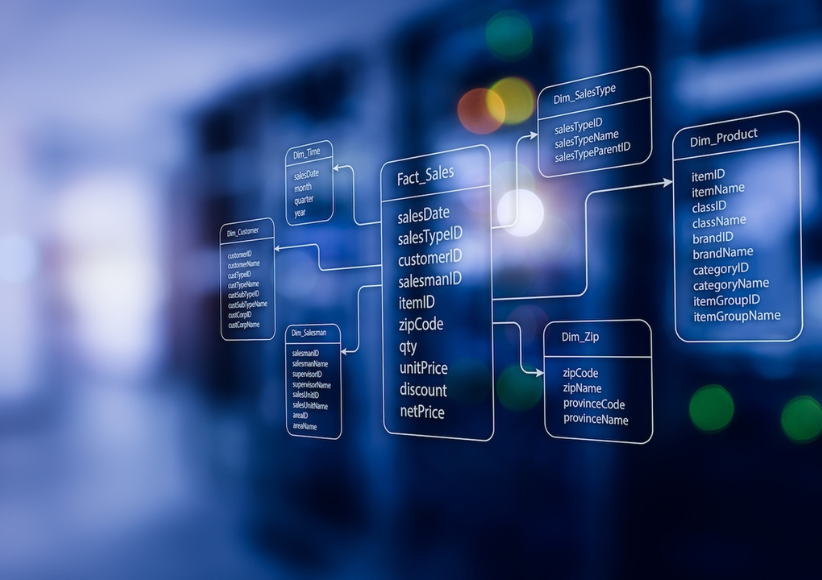 Dim_Time
salesDate
month
quarter
year
Dim_Customer
customerID
customerName
custTypeID
custTypeName
custSubTypeID
custSubTypeName
custCorpID
custCorpName
Dim_Salesman
salesmanID
salesmanName
supervisorID
supervisorName
salesUnitID
salesUnitName
areaID
areaName
Fact_Sales
salesDate
salesTypeID
customerID
salesmanID
itemID
zipCode
qty
unitPrice
discount
netPrice
Dim_SalesType
salesTypeID
salesTypeName
salesTypeParentID
Dim_Zip
zipCode
zipName
provinceCode
provinceName
Dim_Product
itemID
itemName
classID
className
brandID
brandName
categoryID
categoryName
itemGroupID
itemGroupName